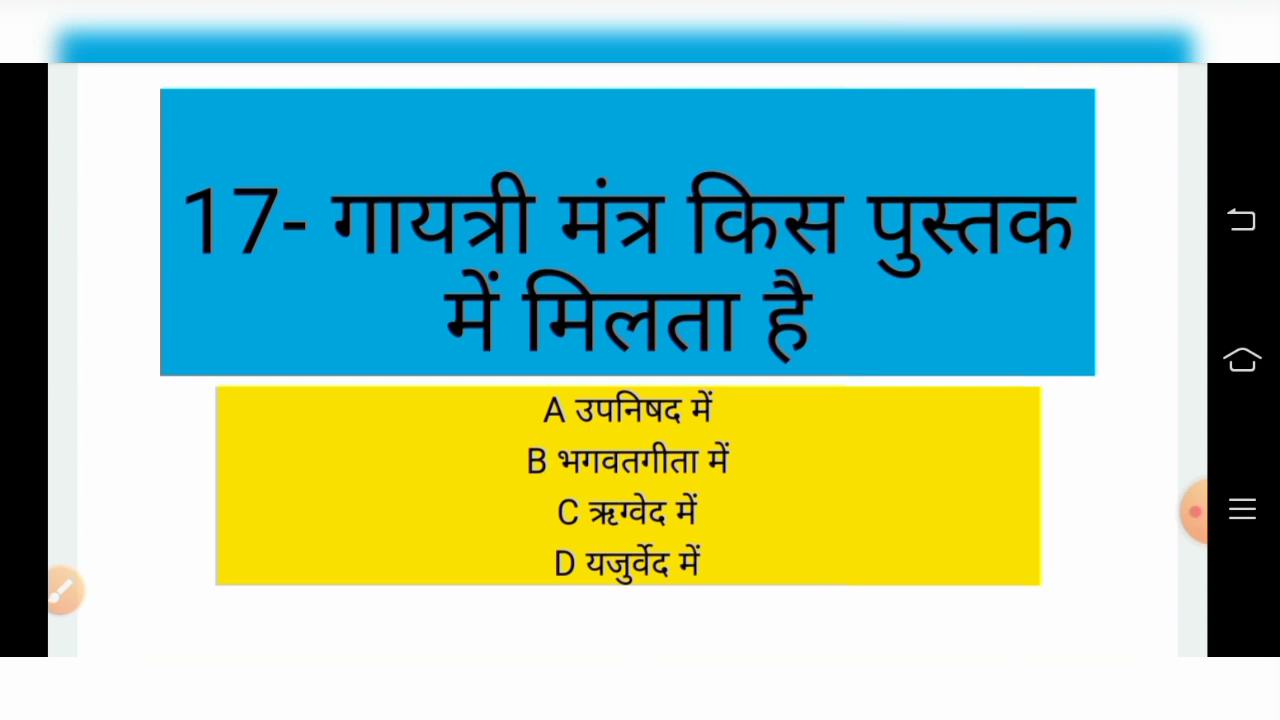 17- गायत्री मंत्र किस पुस्तक
में मिलता है
A उपनिषद में
B भगवतगीता में
C ऋग्वेद में
D यजुर्वेद में